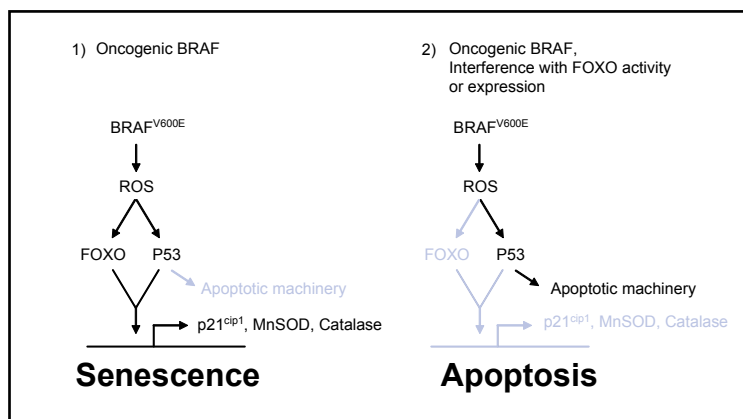 1) Oncogenic BRAF
BRAFV600E
ROS
FOXO P53
Apoptotic machinery
p21cip1, MnSOD, Catalase
Senescence
2) Oncogenic BRAF,
Interference with FOXO activity
or expression
BRAFV600E
ROS
FOXO P53
Apoptotic machinery
p21cip1, MnSOD, Catalase
Apoptosis